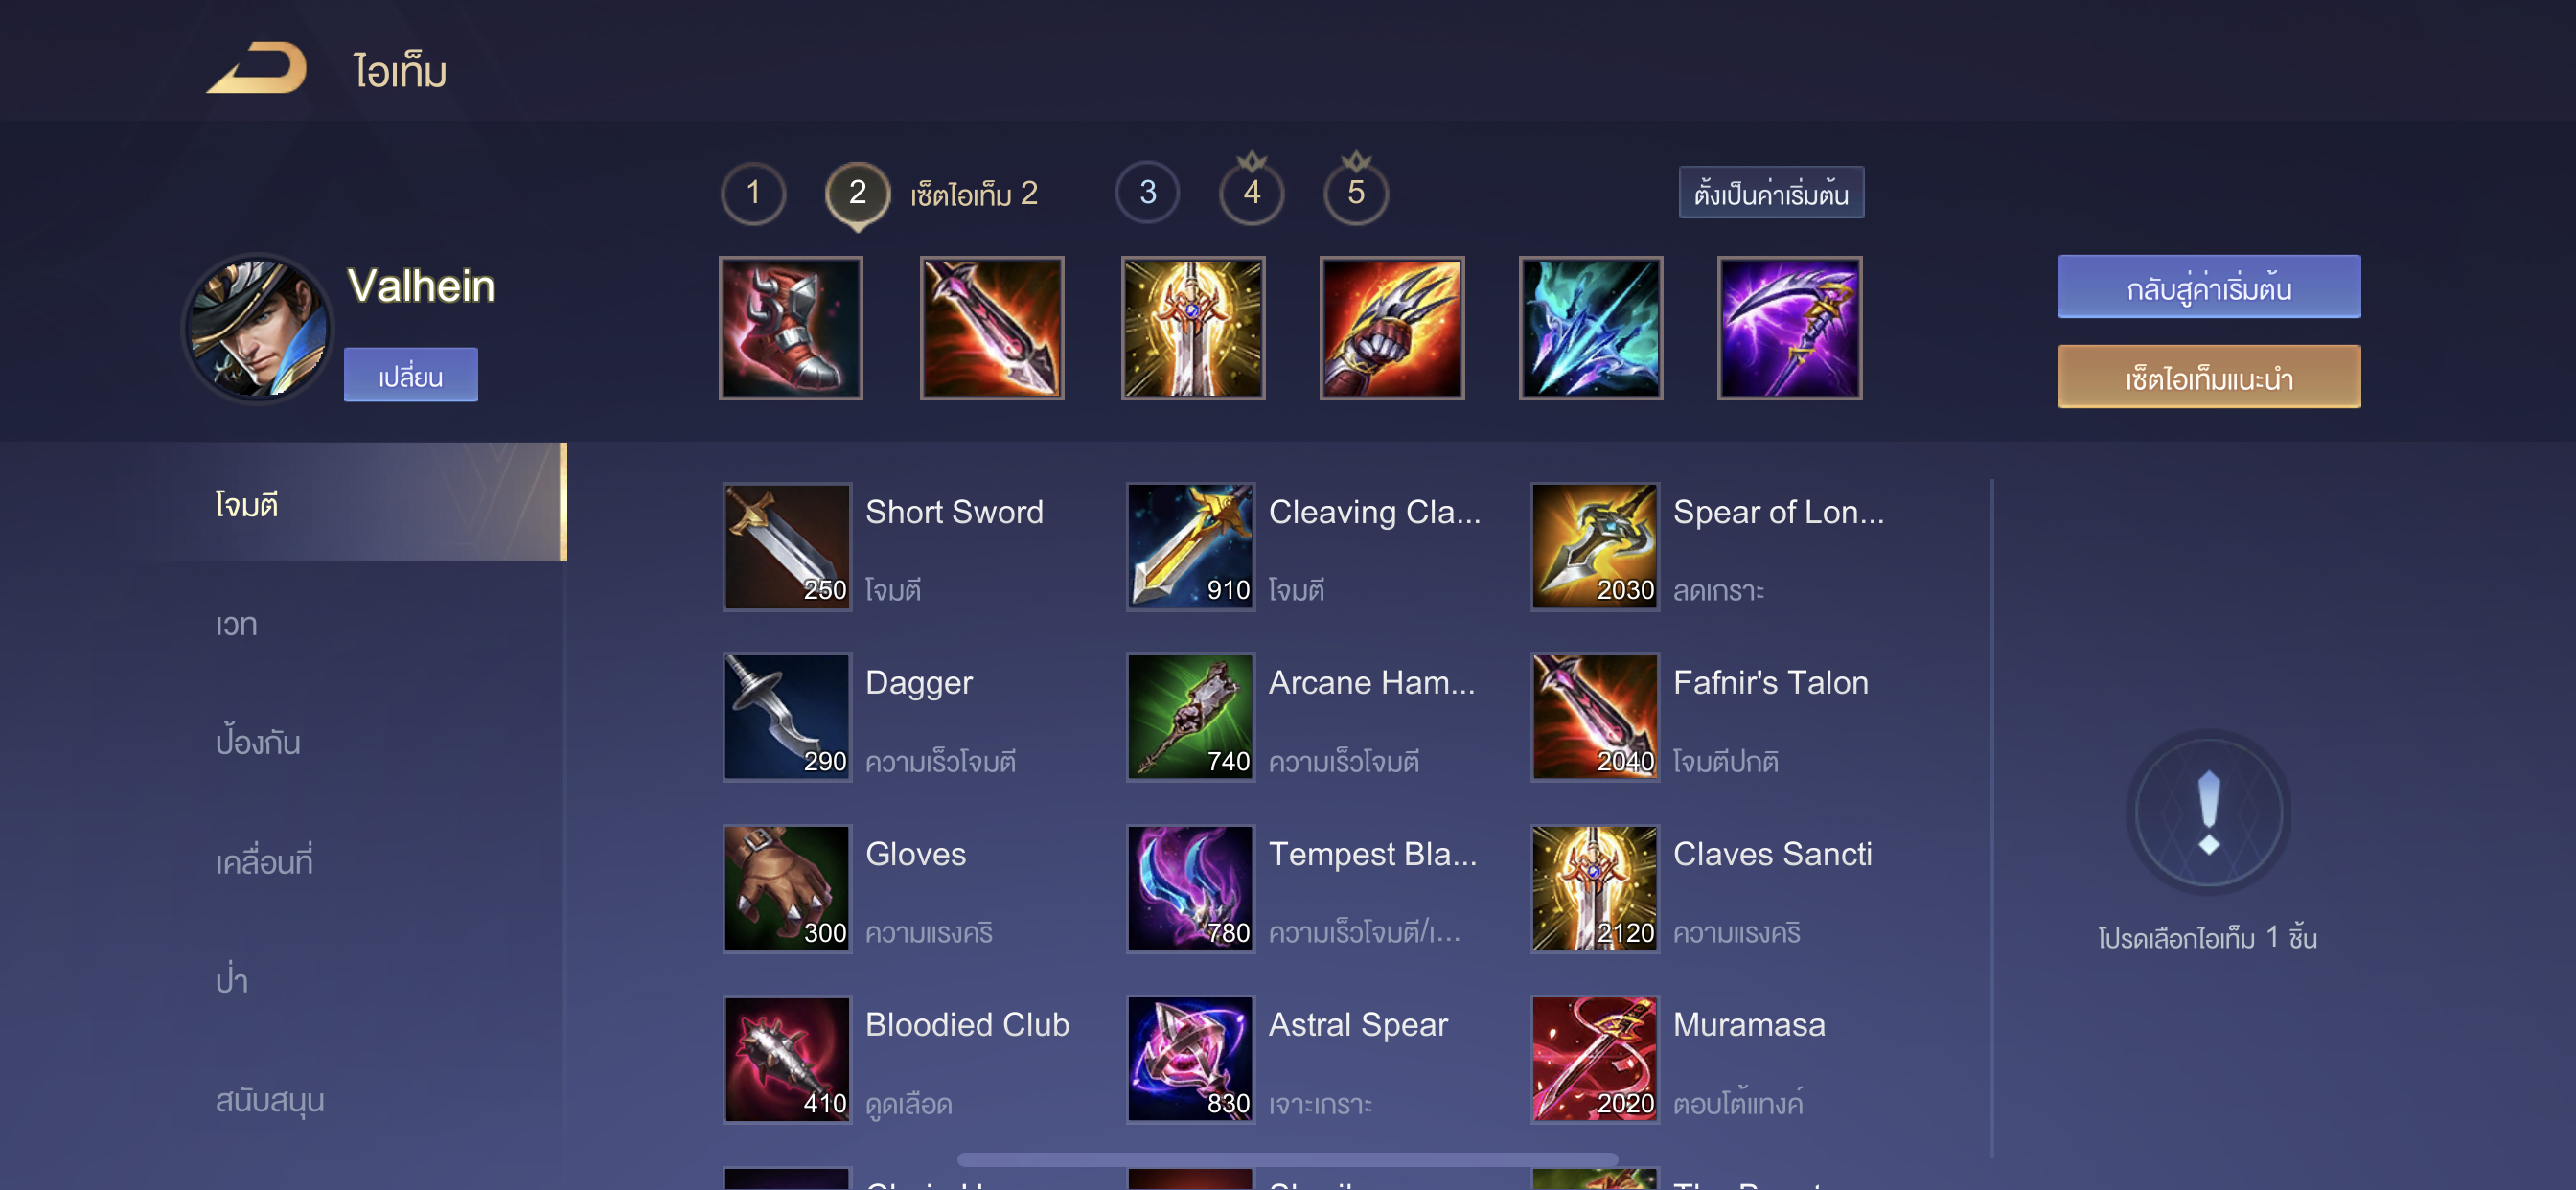 ไอเท็ม
1
2
เซ็ตไอเท็ม 2
3
4
5
ตั้งเป็นค่าเริ่มต้น
Valhein
เปลี่ยน
กลับสู่ค่าเริ่มต้น
เซ็ตไอเท็มแนะนำ
โจมตี
เวท
ป้องกัน
เคลื่อนที่
ป่า
สนับสนุน
Short Sword
250
โจมตี
Cleaving Cla...
910
โจมตี
Spear of Lon...
2030
ลดเกราะ
Dagger
290
ความเร็วโจมตี
Arcane Ham...
740
ความเร็วโจมตี
Fafnir's Talon
2040
โจมตีปกติ
Gloves
300
ความแรงคริ
Tempest Bla...
780
ความเร็วโจมตี/เ...
Claves Sancti
2120
ความแรงคริ
Bloodied Club
410
ดูดเลือด
Astral Spear
830
เจาะเกราะ
Muramasa
2020
ตอบโต้แทงค์
โปรดเลือกไอเท็ม 1 ชิ้น